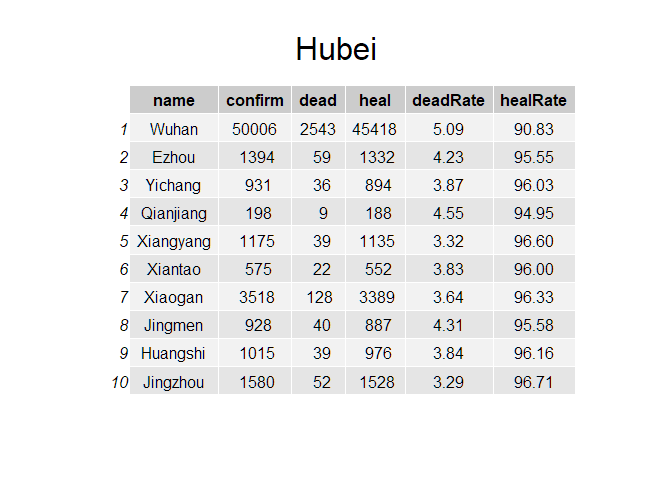 Hubei
name confirm dead heal deadRate healRate
1 Wuhan 50006 2543 45418 5.09 90.83
2 Ezhou 1394 59 1332 4.23 95.55
3 Yichang 931 36 894 3.87 96.03
4 Qianjiang 198 9 188 4.55 94.95
5 Xiangyang 1175 39 1135 3.32 96.60
6 Xiantao 575 22 552 3.83 96.00
7 Xiaogan 3518 128 3389 3.64 96.33
8 Jingmen 928 40 887 4.31 95.58
9 Huangshi 1015 39 976 3.84 96.16
10 Jingzhou 1580 52 1528 3.29 96.71